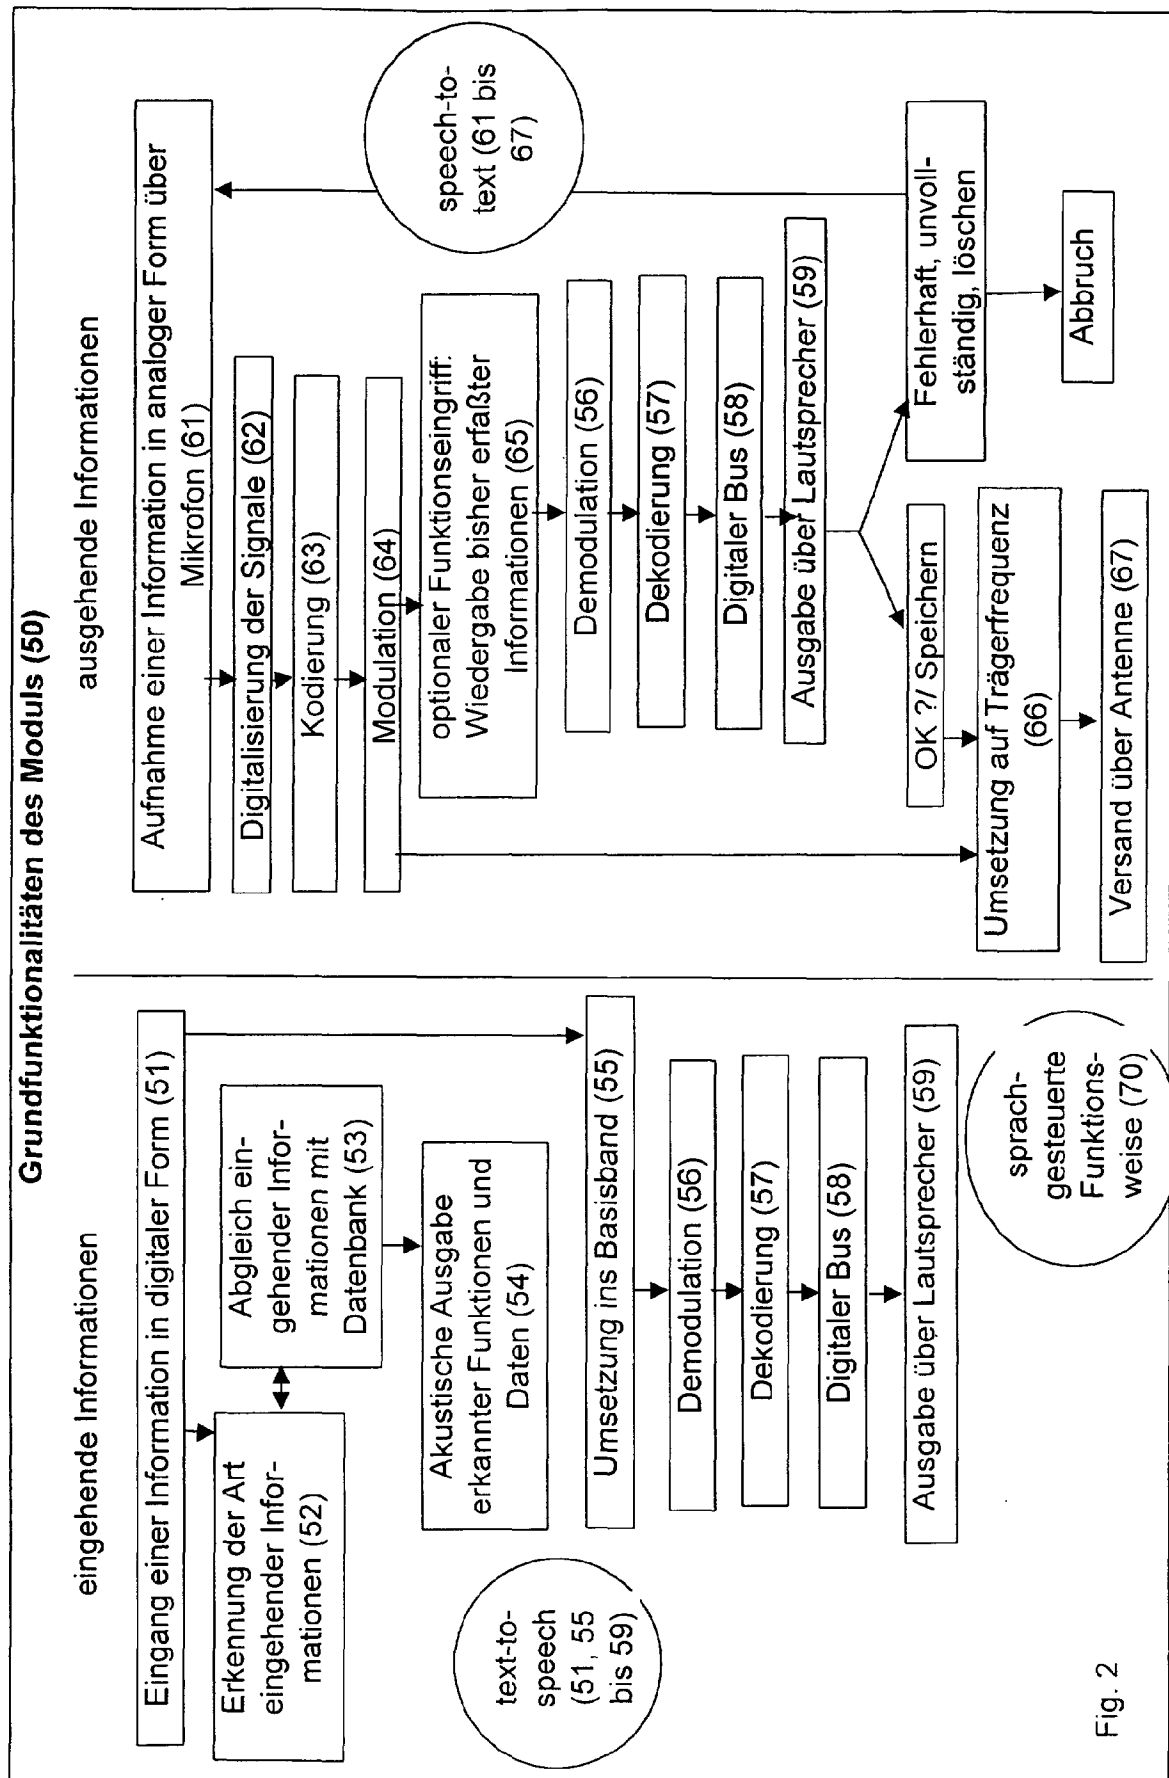 Grundfunktionalitäten des Moduls (50)
eingehende Informationen
Eingang einer Information in digitaler Form (51)
Erkennung der Art
eingehender Infor-
mationen (52)
Abgleich ein-
gehender Infor-
mationen mit
Datenbank (53)
Akustische Ausgabe
erkannter Funktionen und
Daten (54)
text-to-
speech
(51, 55
bis 59)
Umsetzung ins Basisband (55)
Demodulation (56)
Dekodierung (57)
Digitaler Bus (58)
Ausgabe über Lautsprecher (59)
sprach-
gesteuerte
Funktions-
weise (70)
ausgehende Informationen
Aufnahme einer Information in analoger Form über
Mikrofon (61)
Digitalisierung der Signale (62)
Kodierung (63)
Modulation (64)
optionaler Funktionseingriff:
Wiedergabe bisher erfaßter
Informationen (65)
speech-to-
text (61 bis
67)
Demodulation (56)
Dekodierung (57)
Digitaler Bus (58)
Ausgabe über Lautsprecher (59)
OK ?/ Speichern
Fehlerhaft, unvoll-
ständig, löschen
Umsetzung auf Trägerfrequenz
(66)
Abbruch
Versand über Antenne (67)
Fig. 2